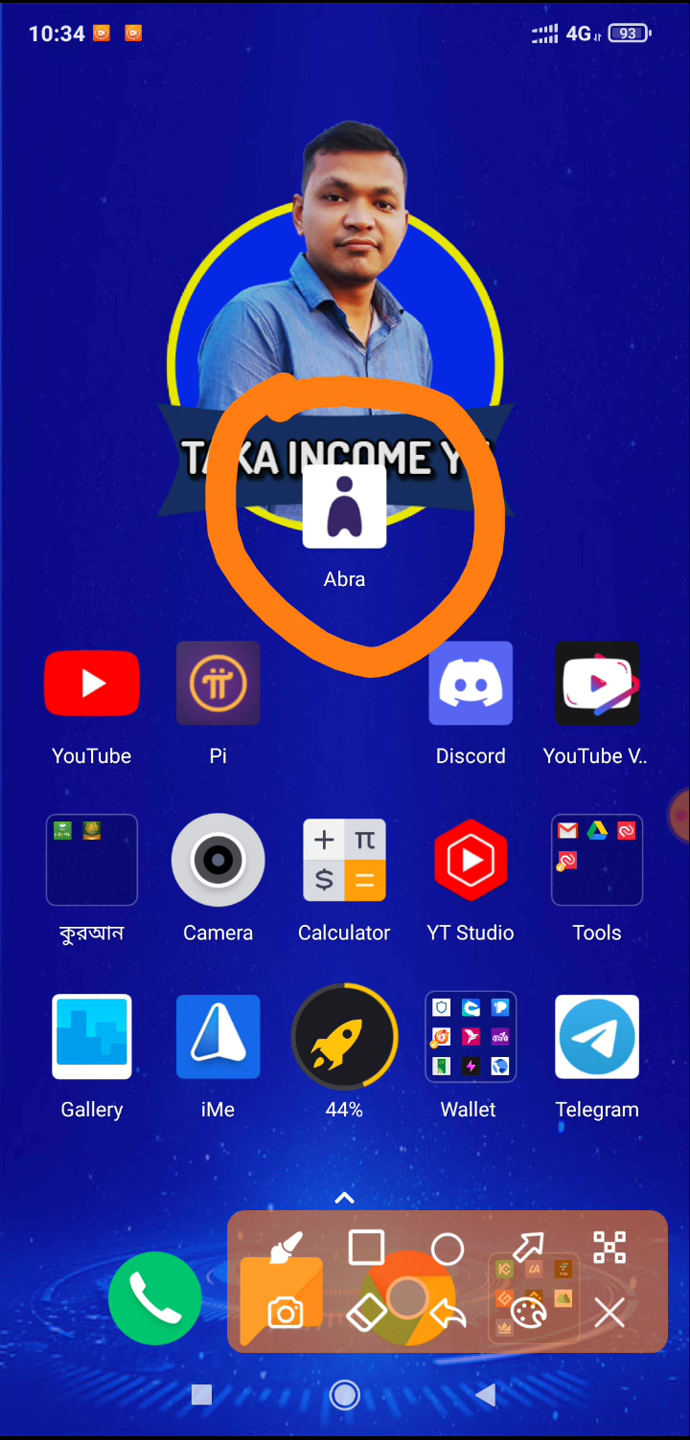 10:34 4G 93
TAKA INCOME Y
Abra
YouTube Pi Discord YouTube V..
কুরআন Camera Calculator YT Studio Tools
Gallery iMe 44% Wallet Telegram